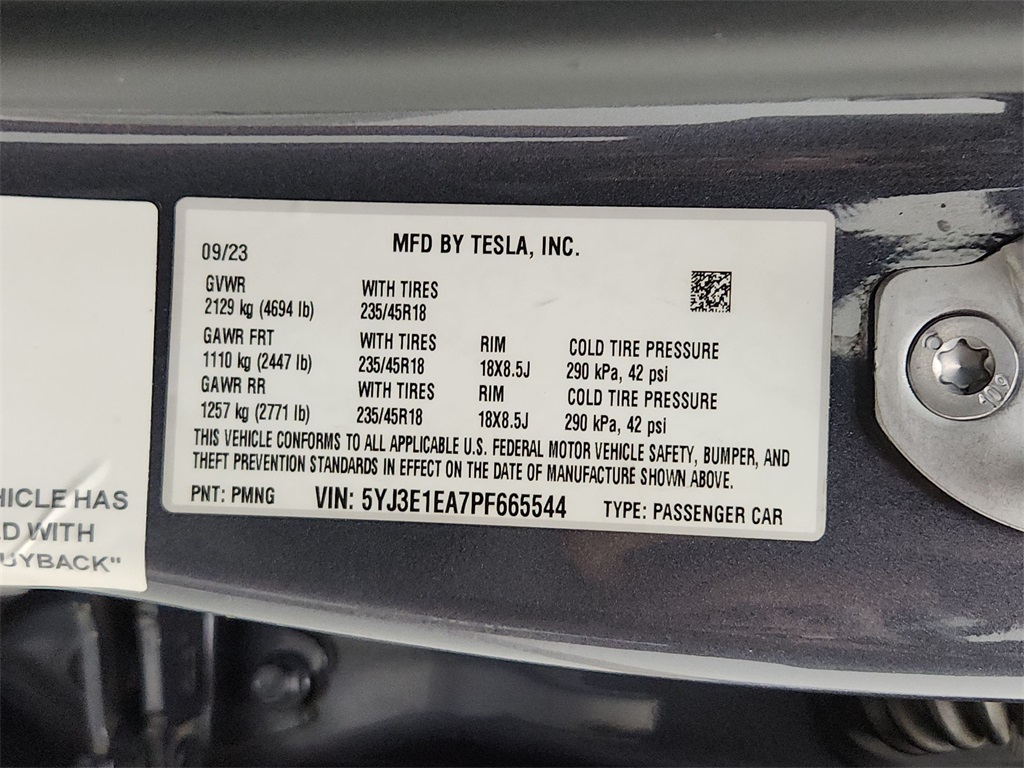 09/23
MFD BY TESLA, INC.
GVWR
WITH TIRES
2129 kg (4694 lb)
235/45R18
GAWR FRT
WITH TIRES
RIM
COLD TIRE PRESSURE
1110 kg (2447 lb)
235/45R18
18X8.5J
290 kPa, 42 psi
GAWR RR
WITH TIRES
RIM
COLD TIRE PRESSURE
1257 kg (2771 lb)
235/45R18
18X8.5J
290 kPa, 42 psi
THIS VEHICLE CONFORMS TO ALL APPLICABLE U.S. FEDERAL MOTOR VEHICLE SAFETY, BUMPER, AND
THEFT PREVENTION STANDARDS IN EFFECT ON THE DATE OF MANUFACTURE SHOWN ABOVE.
PNT: PMNG
VIN: 5YJ3E1EA7PF665544
TYPE: PASSENGER CAR
HICLE HAS
D WITH
UYBACK"